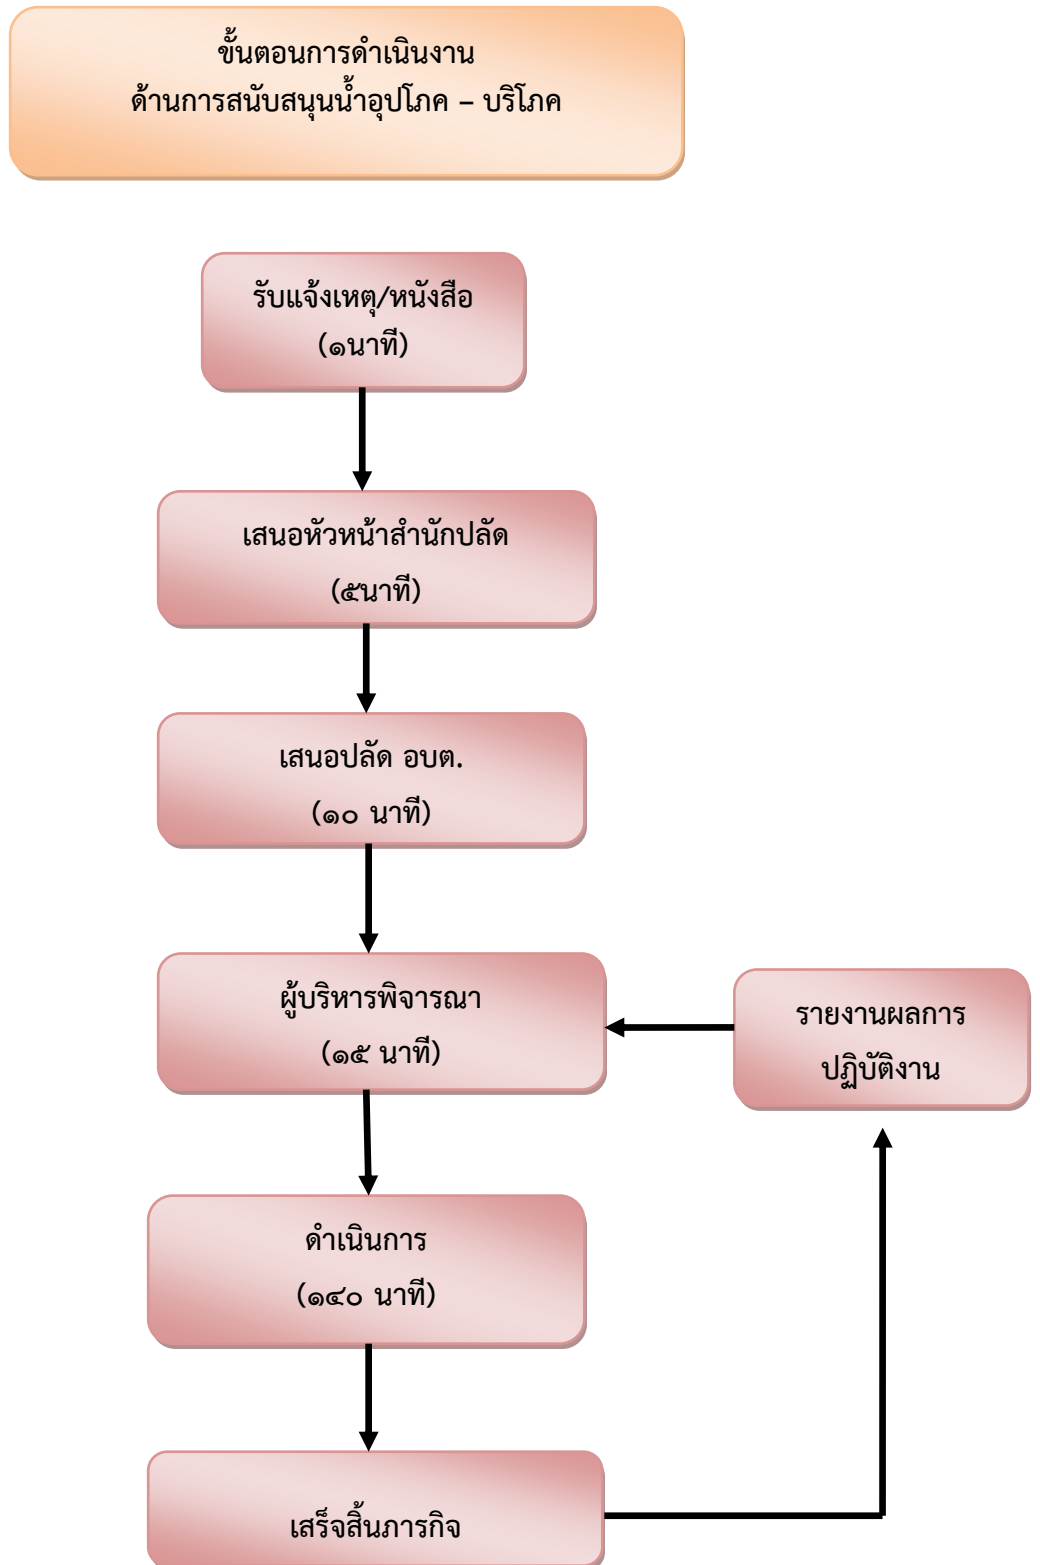 ขั้นตอนการดำเนินงาน
ด้านการสนับสนุนน้ำอุปโภค – บริโภค
รับแจ้งเหตุ/หนังสือ
(๑นาที)
เสนอหัวหน้าสำนักปลัด
(๕นาที)
เสนอปลัด อบต.
(๑๐ นาที)
ผู้บริหารพิจารณา
(๑๕ นาที)
รายงานผลการ
ปฏิบัติงาน
ดำเนินการ
(๑๔๐ นาที)
เสร็จสิ้นภารกิจ